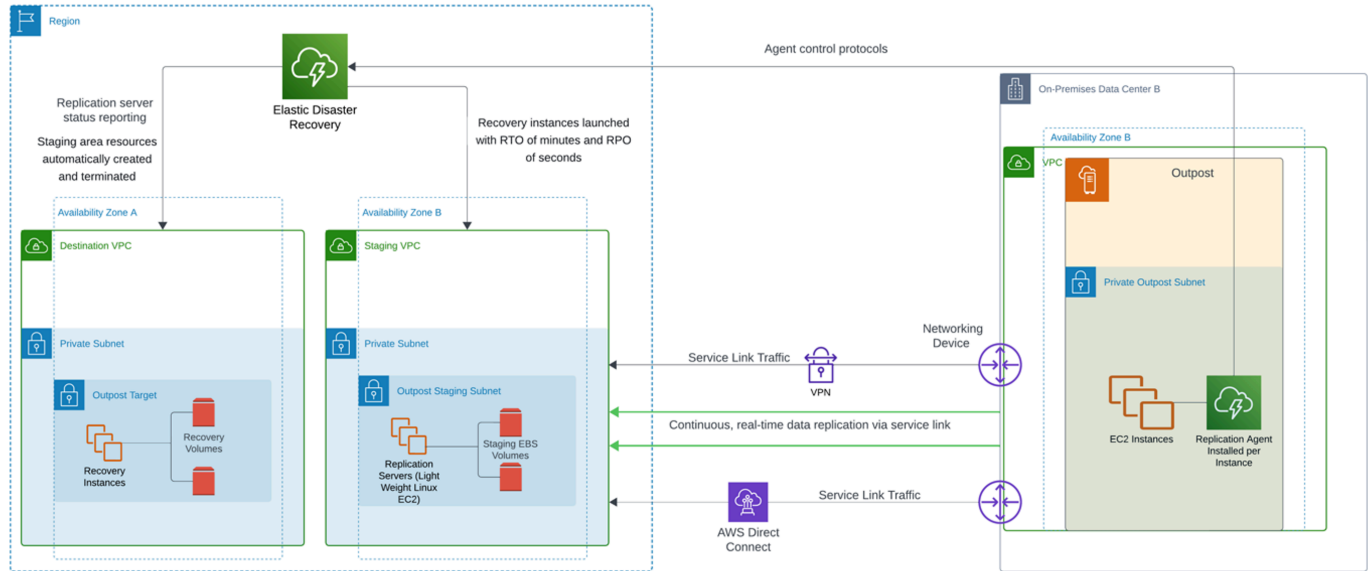 Region
Agent control protocols
Elastic Disaster
Recovery
Replication server
status reporting
Staging area resources
automatically created
and terminated
Recovery instances launched
with RTO of minutes and RPO
of seconds
On-Premises Data Center B
Availability Zone B
VPC
Outpost
Private Outpost Subnet
Availability Zone A
Destination VPC
Private Subnet
Outpost Target
Recovery
Volumes
Recovery
Instances
Availability Zone B
Staging VPC
Private Subnet
Outpost Staging Subnet
Staging EBS
Volumes
Replication
Servers (Light
Weight Linux
EC2)
Networking
Device
Service Link Traffic
VPN
Continuous, real-time data replication via service link
Service Link Traffic
AWS Direct
Connect
EC2 Instances
Replication Agent
Installed per
Instance